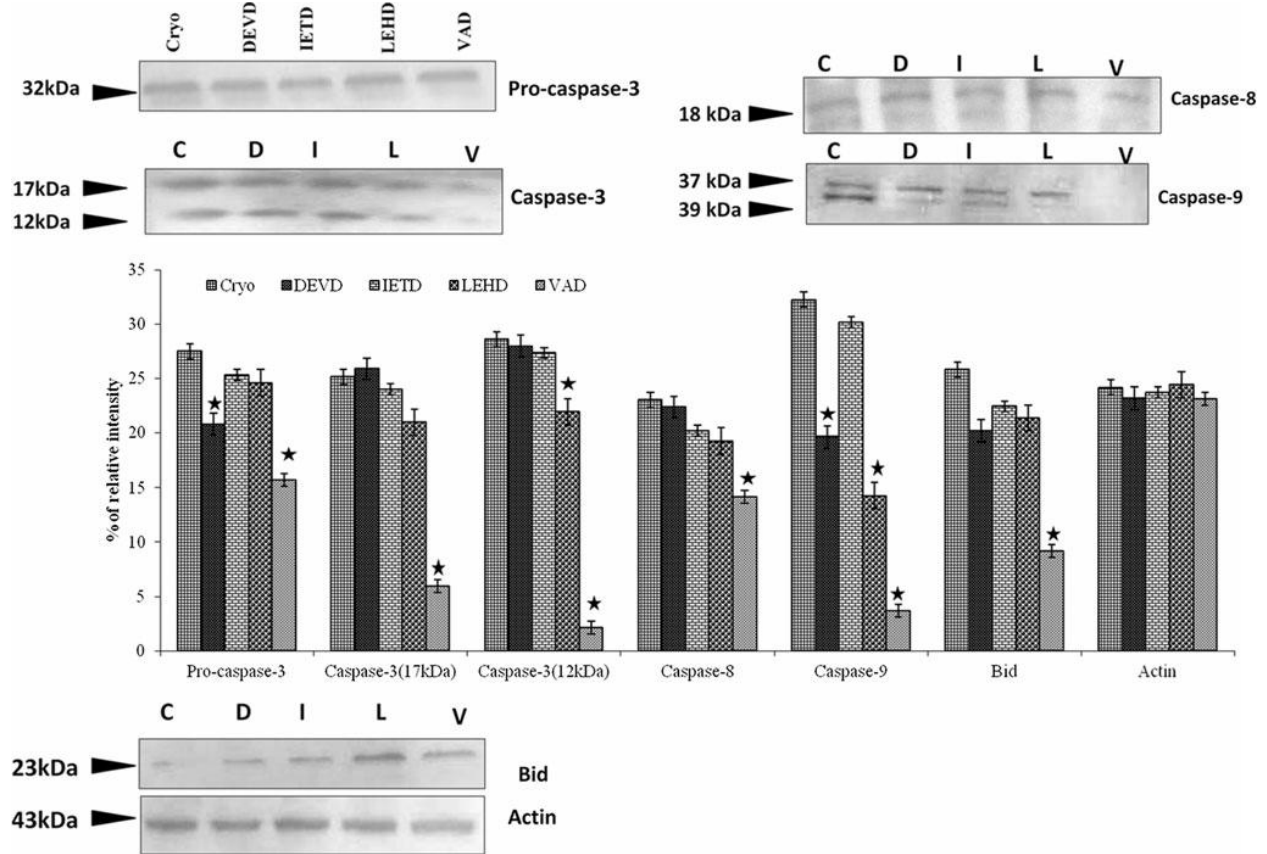 Cryo DEVD IETD LEHD VAD
32kDa Pro-caspase-3
C D I L V
17kDa
12kDa
Caspase-3
C D I L V
18 kDa Caspase-8
C D I L V
37 kDa
39 kDa
Caspase-9
Cryo DEVD IETD LEHD VAD
% of relative intensity
35
30
25
20
15
10
5
0
Pro-caspase-3 Caspase-3(17kDa) Caspase-3(12kDa) Caspase-8 Caspase-9 Bid Actin
C D I L V
23kDa Bid
43kDa Actin